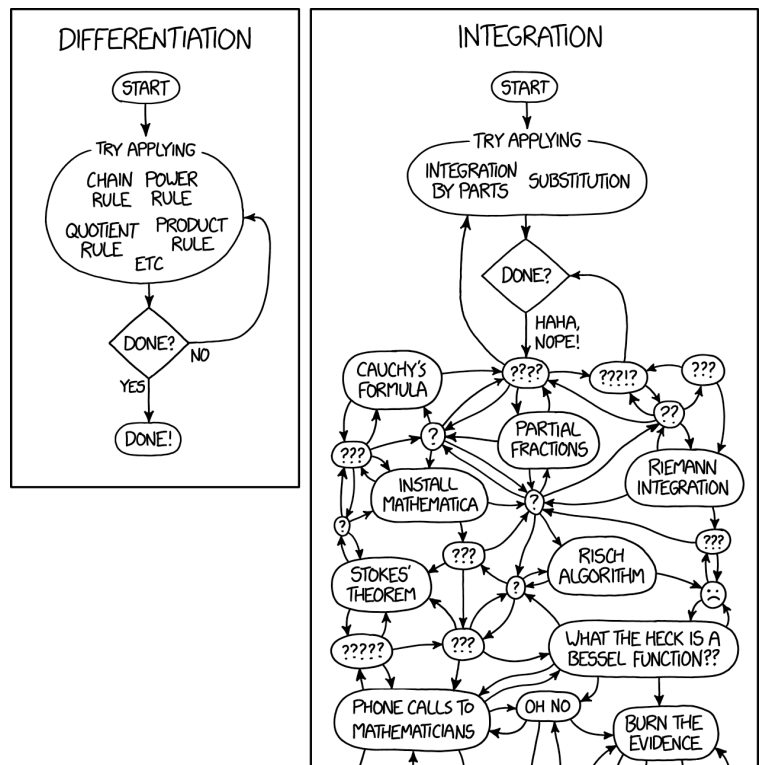 DIFFERENTIATION
START
TRY APPLYING
CHAIN RULE
POWER RULE
QUOTIENT RULE
PRODUCT RULE
ETC
DONE?
NO
YES
DONE!
INTEGRATION
START
TRY APPLYING
INTEGRATION
BY PARTS
SUBSTITUTION
DONE?
HAHA,
NOPE!
CAUCHY'S
FORMULA
????
???!?
???
??
?
PARTIAL
FRACTIONS
???
INSTALL
MATHEMATICA
RIEMANN
INTEGRATION
?
?
???
???
STOKES'
THEOREM
?
RISCH
ALGORITHM
?????
???
WHAT THE HECK IS A
BESSEL FUNCTION??
PHONE CALLS TO
MATHEMATICIANS
OH NO
BURN THE
EVIDENCE